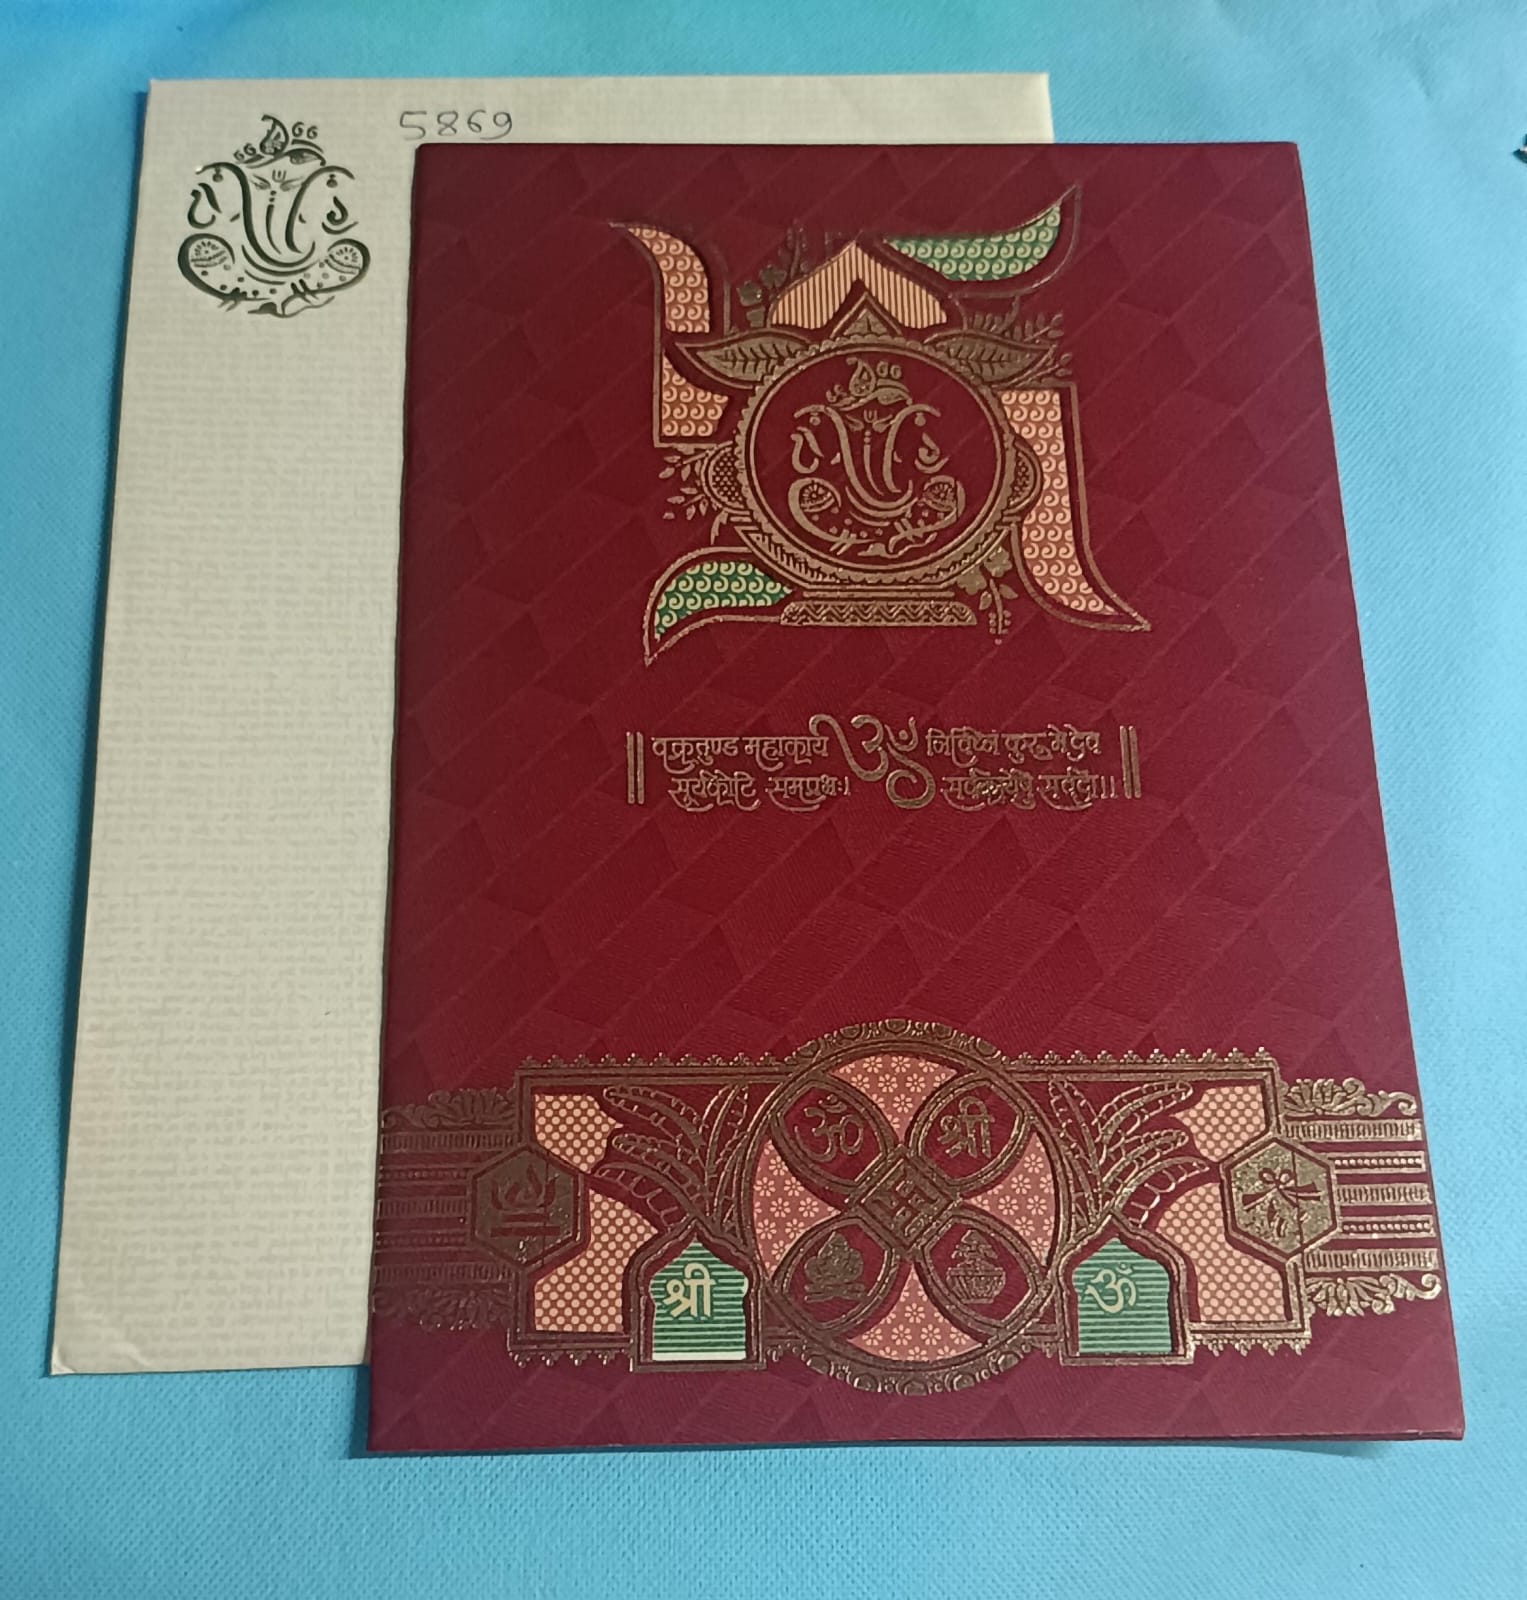 5869
॥ वक्रतुण्ड महाकाय ॐ निर्विघ्नं कुरु मे देव ॥
सूर्यकोटि समप्रभः। सर्वकार्येषु सर्वदा।।
ॐ श्री
श्री ॐ